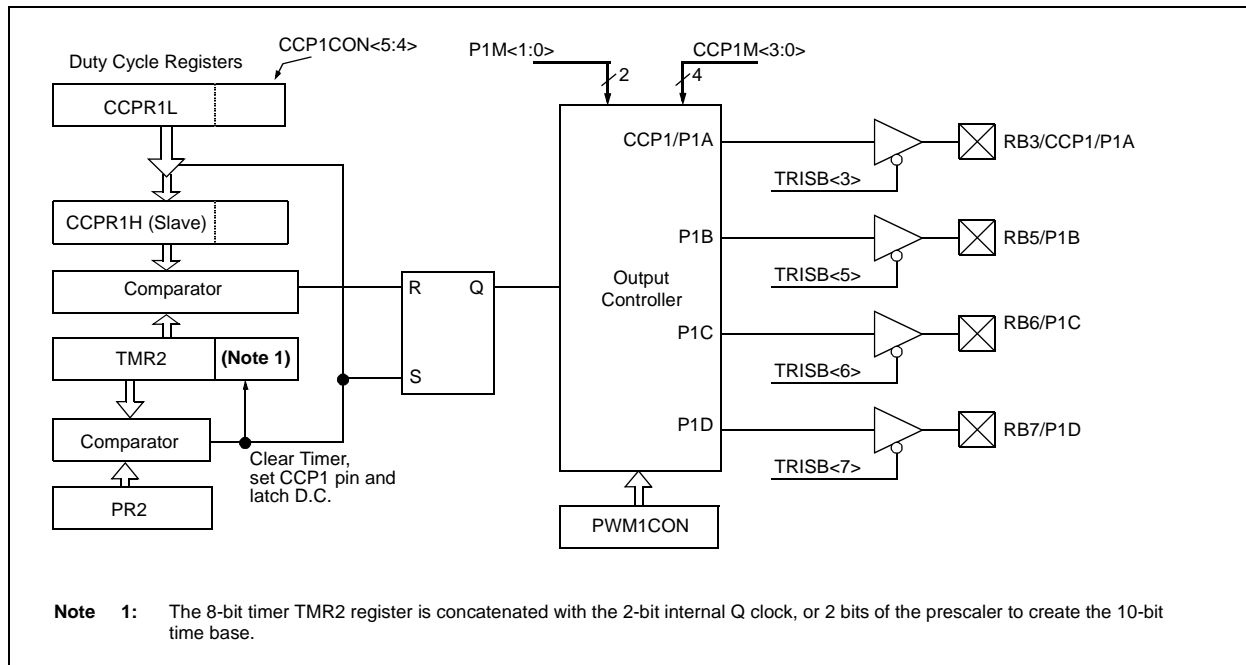 CCP1CON<5:4>
Duty Cycle Registers
CCPR1L
CCPR1H (Slave)
Comparator
TMR2
(Note 1)
Comparator
PR2
Clear Timer,
set CCP1 pin and
latch D.C.
R
Q
S
P1M<1:0>
2
CCP1M<3:0>
4
Output
Controller
CCP1/P1A
TRISB<3>
RB3/CCP1/P1A
P1B
TRISB<5>
RB5/P1B
P1C
TRISB<6>
RB6/P1C
P1D
TRISB<7>
RB7/P1D
PWM1CON
Note 1: The 8-bit timer TMR2 register is concatenated with the 2-bit internal Q clock, or 2 bits of the prescaler to create the 10-bit
time base.